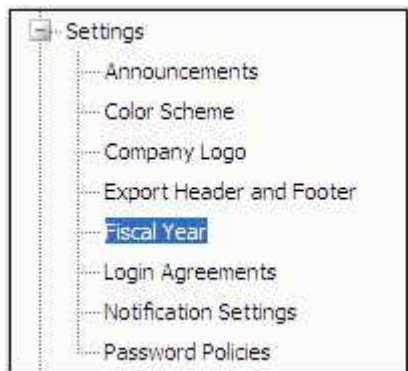 Settings
Announcements
Color Scheme
Company Logo
Export Header and Footer
Fiscal Year
Login Agreements
Notification Settings
Password Policies